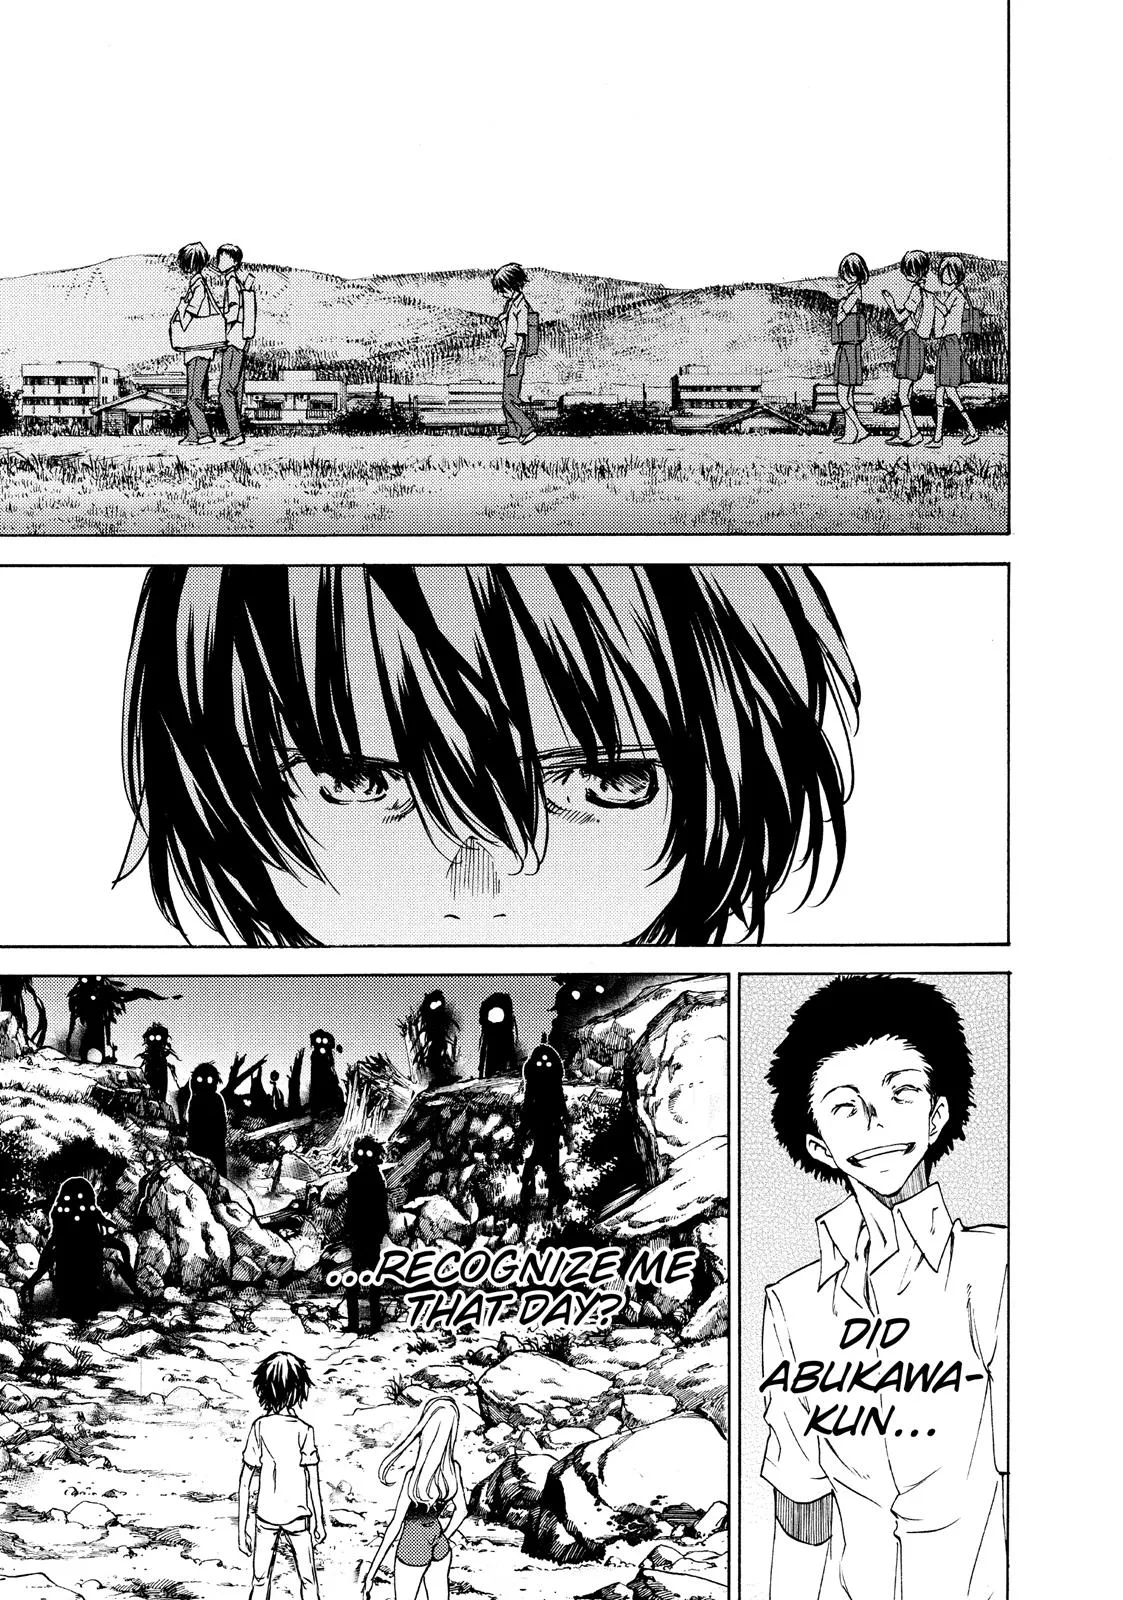 DID
ABUKAWA-
KUN...
...RECOGNIZE ME
THAT DAY?